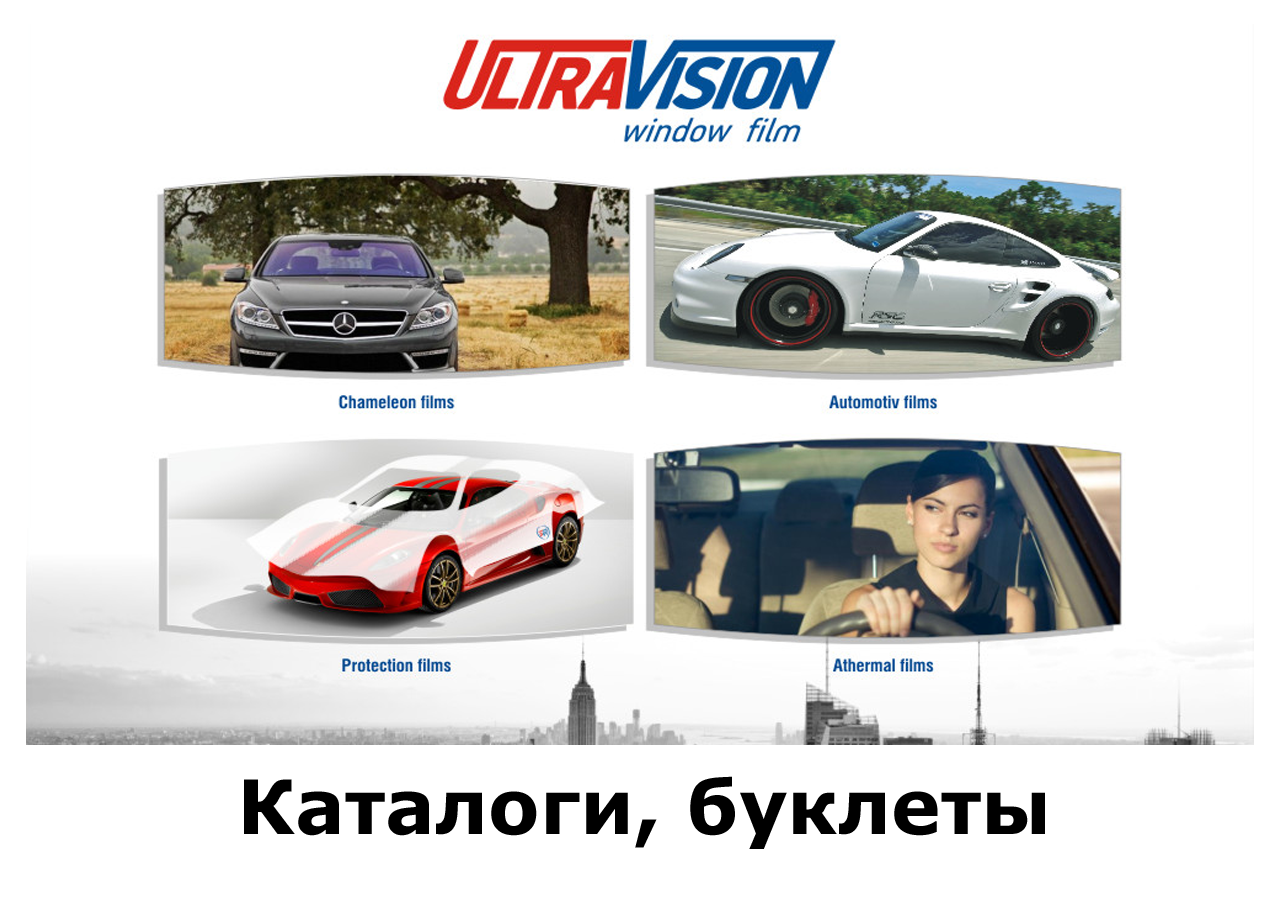 ULTRAVISION
window film
Chameleon films
Automotiv films
Protection films
Athermal films
Каталоги, буклеты